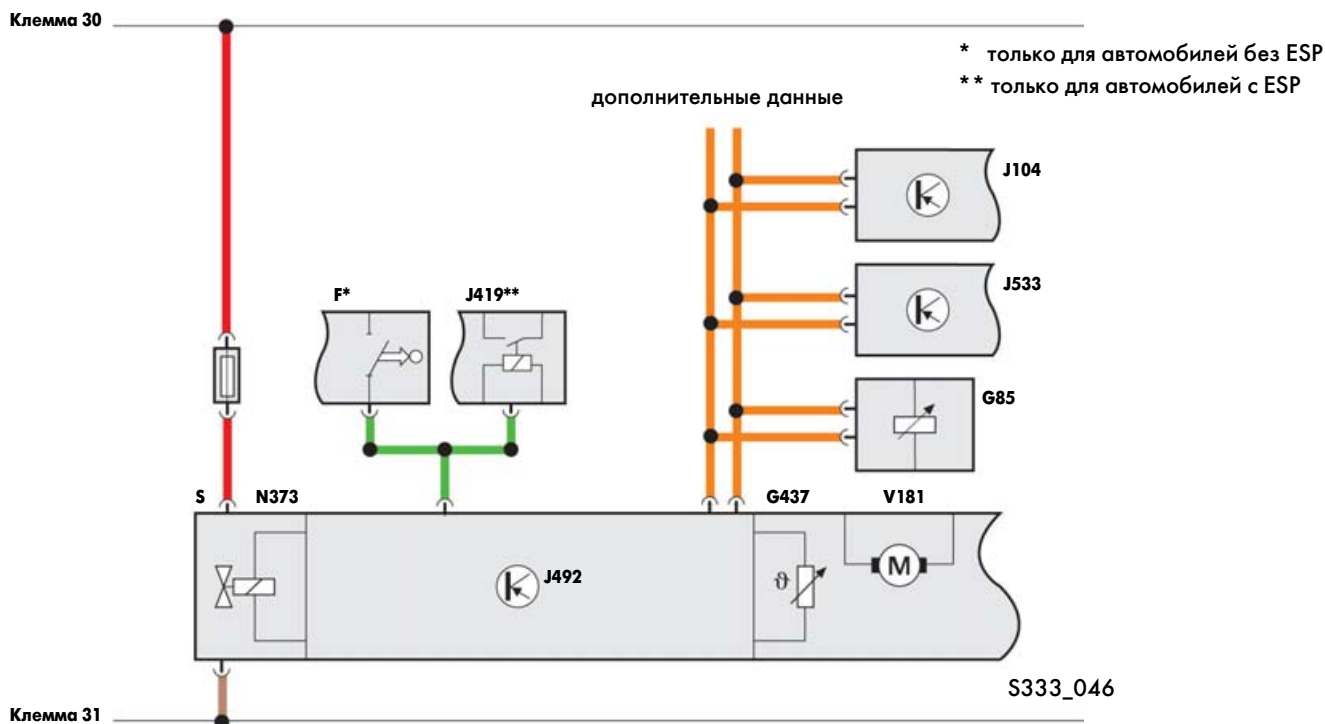 Клемма 30
* только для автомобилей без ESP
** только для автомобилей с ESP
дополнительные данные
J104
J533
F*
J419**
G85
S
N373
G437
V181
J492
ϑ
M
S333_046
Клемма 31